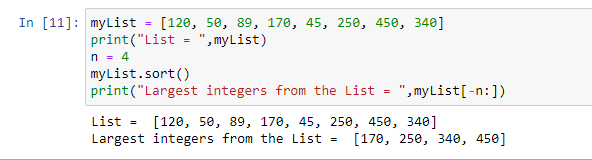 In [11]: myList = [120, 50, 89, 170, 45, 250, 450, 340]
print("List = ",myList)
n = 4
myList.sort()
print("Largest integers from the List = ",myList[-n:])
List =  [120, 50, 89, 170, 45, 250, 450, 340]
Largest integers from the List =  [170, 250, 340, 450]